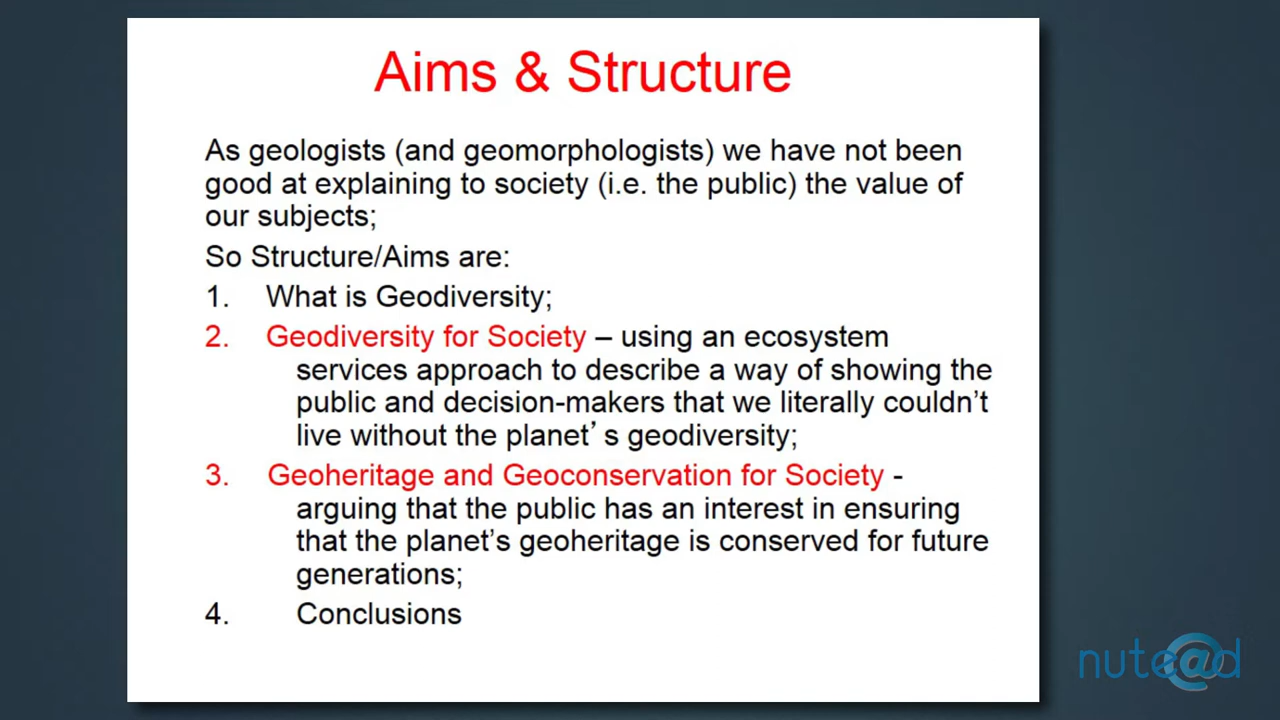 Aims & Structure
As geologists (and geomorphologists) we have not been
good at explaining to society (i.e. the public) the value of
our subjects;
So Structure/Aims are:
1. What is Geodiversity;
2. Geodiversity for Society – using an ecosystem
services approach to describe a way of showing the
public and decision-makers that we literally couldn’t
live without the planet’s geodiversity;
3. Geoheritage and Geoconservation for Society -
arguing that the public has an interest in ensuring
that the planet’s geoheritage is conserved for future
generations;
4. Conclusions
nute@d